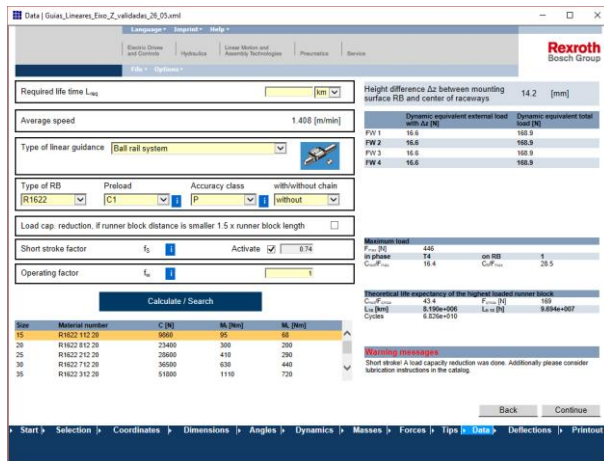 Data | Guias_Lineares_Eixo_Z_validadas_26_05.xml
Language Imprint Help
Electric Drives and Controls
Hydraulics
Linear Motion and Assembly Technologies
Pneumatics
Service
Rexroth
Bosch Group
File Options
Required life time Lreq km
Average speed 1.408 [m/min]
Type of linear guidance Ball rail system
Type of RB Preload Accuracy class with/without chain
R1622 C1 P without
Load cap. reduction, if runner block distance is smaller 1.5 x runner block length
Short stroke factor fs Activate 0.74
Operating factor fw 1
Calculate / Search
Size Material number C [N] Mt [Nm] ML [Nm]
15 R1622 112 20 9860 95 68
20 R1622 812 20 23400 300 200
25 R1622 212 20 28600 410 290
30 R1622 712 20 36500 630 440
35 R1622 312 20 51800 1110 720
Height difference Δz between mounting surface RB and center of raceways 14.2 [mm]
Dynamic equivalent external load with Δz [N]
Dynamic equivalent total load [N]
FW 1 16.6 168.9
FW 2 16.6 168.9
FW 3 16.6 168.9
FW 4 16.6 168.9
Maximum load
Fmax [N] 446
in phase T4 on RB 1
16.4 28.5
Theoretical life expectancy of the highest loaded runner block
43.4 [N] 169
[km] 8.190e+006 [h] 9.694e+007
Cycles 6.826e+010
Warning messages
Short stroke! A load capacity reduction was done. Additionally please consider
lubrication instructions in the catalog.
Back Continue
Start Selection Coordinates Dimensions Angles Dynamics Masses Forces Tips Data Deflections Printout